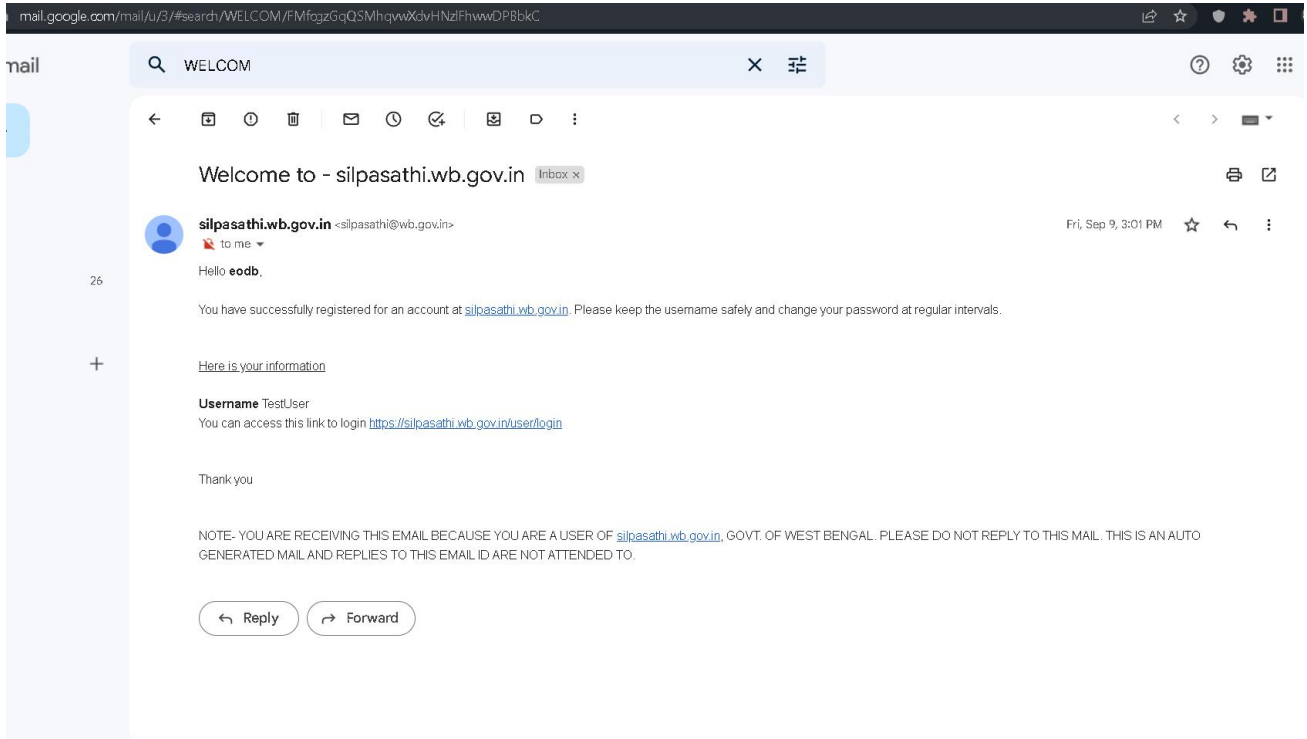 mail.google.com/mail/u/3/#search/WELCOM/FMfcgzGqQSMhqvwXdvHNzlFhwwDPBbkC
mail
WELCOM
Welcome to - silpasathi.wb.gov.in Inbox x
silpasathi.wb.gov.in <silpasathi@wb.gov.in>
Fri, Sep 9, 3:01 PM
to me
Hello eodb,
26
You have successfully registered for an account at silpasathi.wb.gov.in. Please keep the username safely and change your password at regular intervals.
Here is your information
Username TestUser
You can access this link to login https://silpasathi.wb.gov.in/user/login
Thank you
NOTE- YOU ARE RECEIVING THIS EMAIL BECAUSE YOU ARE A USER OF silpasathi.wb.gov.in, GOVT. OF WEST BENGAL. PLEASE DO NOT REPLY TO THIS MAIL. THIS IS AN AUTO
GENERATED MAIL AND REPLIES TO THIS EMAIL ID ARE NOT ATTENDED TO.
Reply Forward